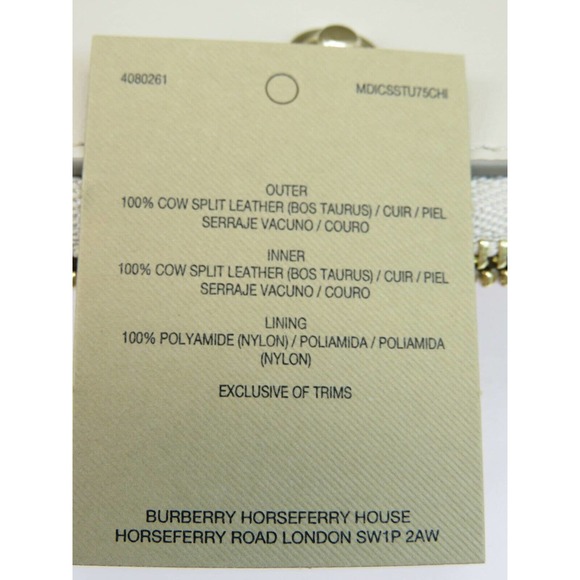 4080261 MDICSSTU75CHI
OUTER
100% COW SPLIT LEATHER (BOS TAURUS) / CUIR / PIEL
SERRAJE VACUNO / COURO
INNER
100% COW SPLIT LEATHER (BOS TAURUS) / CUIR / PIEL
SERRAJE VACUNO / COURO
LINING
100% POLYAMIDE (NYLON) / POLIAMIDA / POLIAMIDA
(NYLON)
EXCLUSIVE OF TRIMS
BURBERRY HORSEFERRY HOUSE
HORSEFERRY ROAD LONDON SW1P 2AW